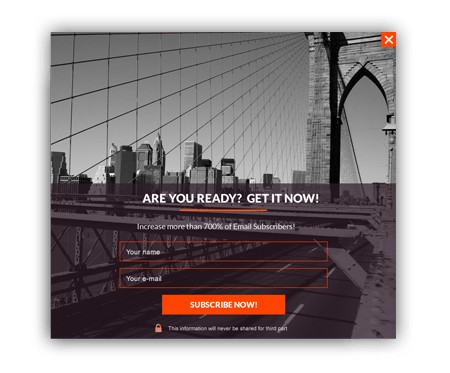 ARE YOU READY? GET IT NOW!
Increase more than 700% of Email Subscribers!
Your name
Your e-mail
SUBSCRIBE NOW!
This information will never be shared for third part